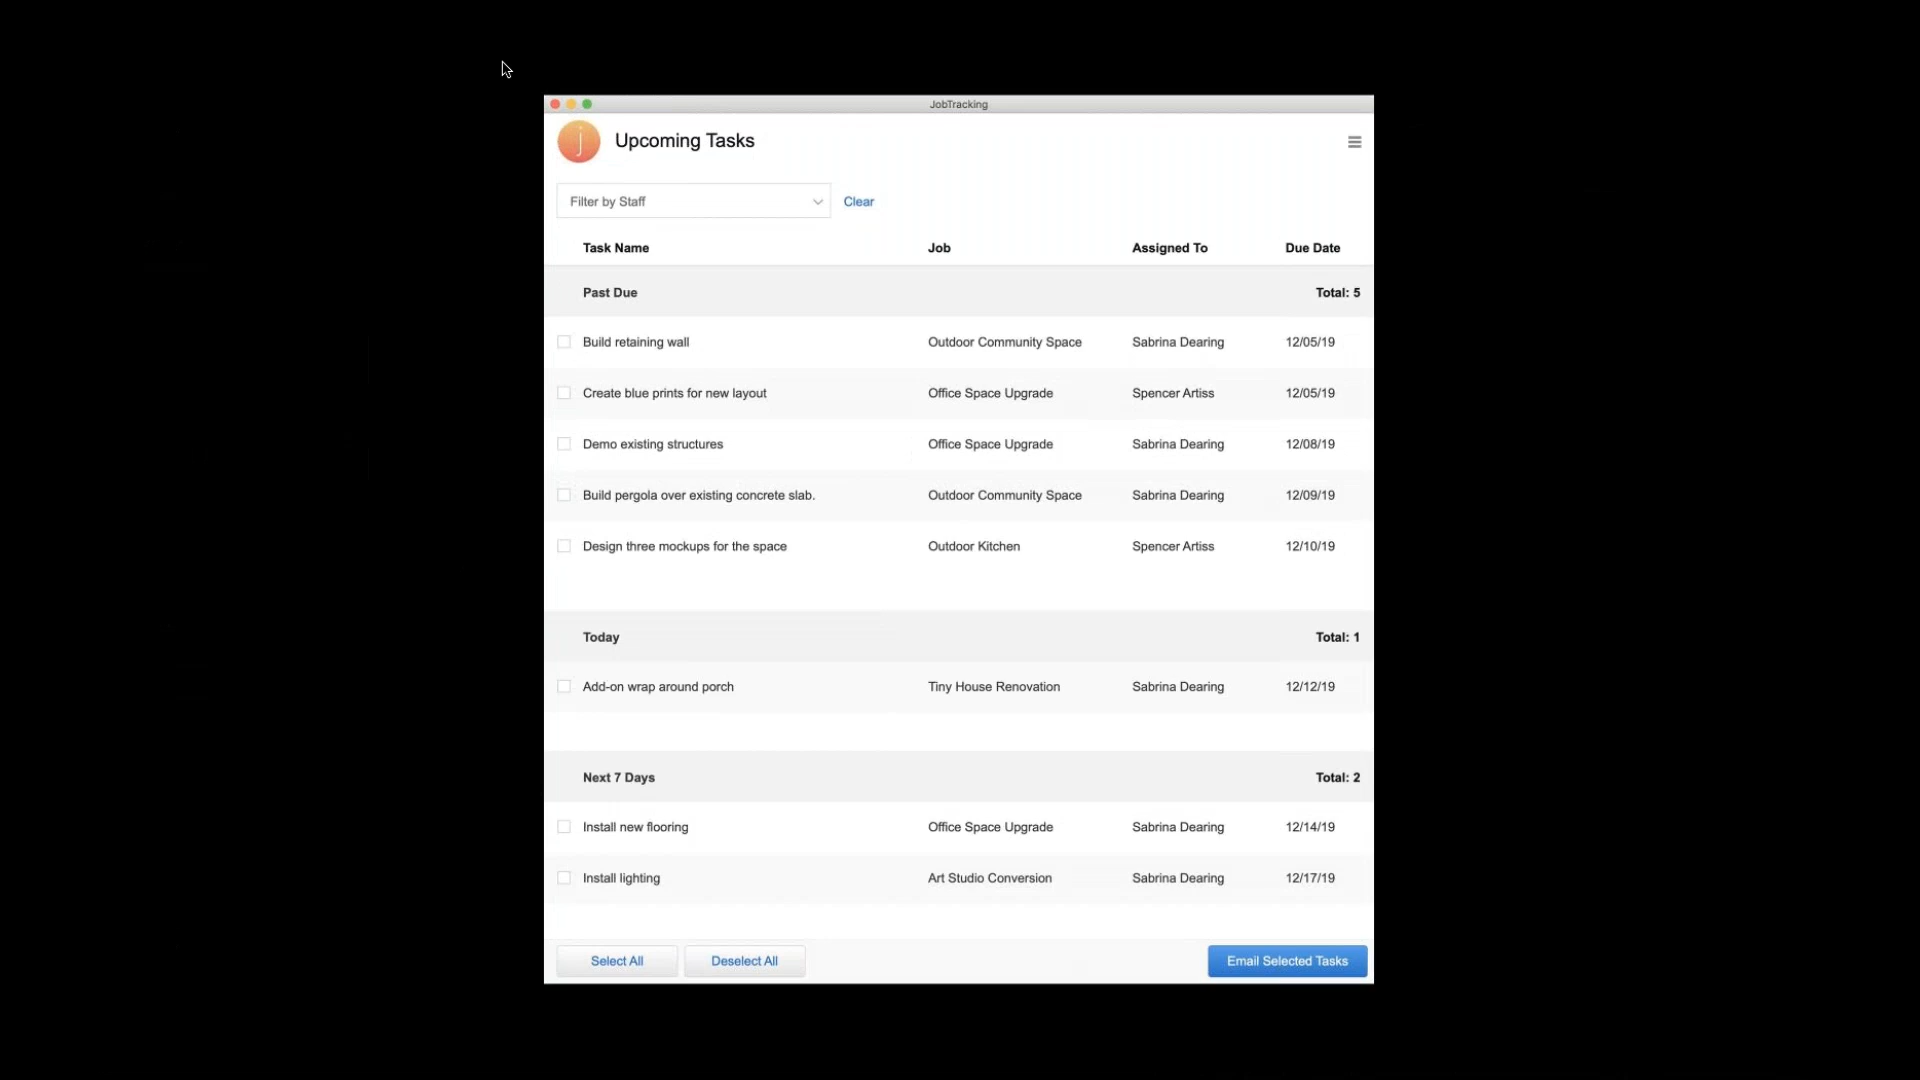 JobTracking
j Upcoming Tasks
Filter by Staff Clear
Task Name Job Assigned To Due Date
Past Due Total: 5
Build retaining wall Outdoor Community Space Sabrina Dearing 12/05/19
Create blue prints for new layout Office Space Upgrade Spencer Artiss 12/05/19
Demo existing structures Office Space Upgrade Sabrina Dearing 12/08/19
Build pergola over existing concrete slab. Outdoor Community Space Sabrina Dearing 12/09/19
Design three mockups for the space Outdoor Kitchen Spencer Artiss 12/10/19
Today Total: 1
Add-on wrap around porch Tiny House Renovation Sabrina Dearing 12/12/19
Next 7 Days Total: 2
Install new flooring Office Space Upgrade Sabrina Dearing 12/14/19
Install lighting Art Studio Conversion Sabrina Dearing 12/17/19
Select All Deselect All Email Selected Tasks